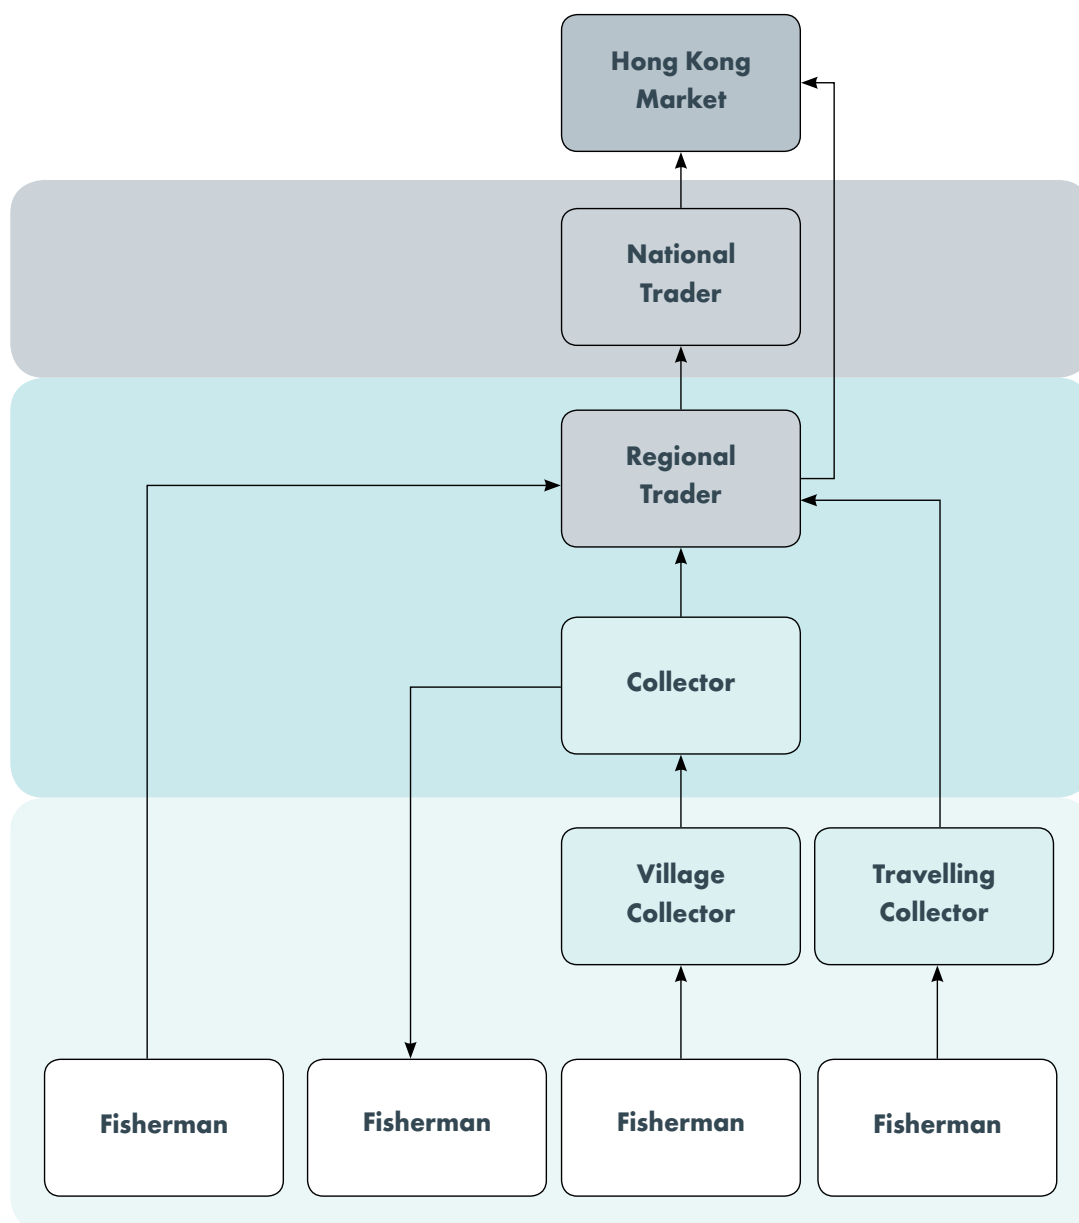 Hong Kong
Market
National
Trader
Regional
Trader
Collector
Village
Collector
Travelling
Collector
Fisherman
Fisherman
Fisherman
Fisherman